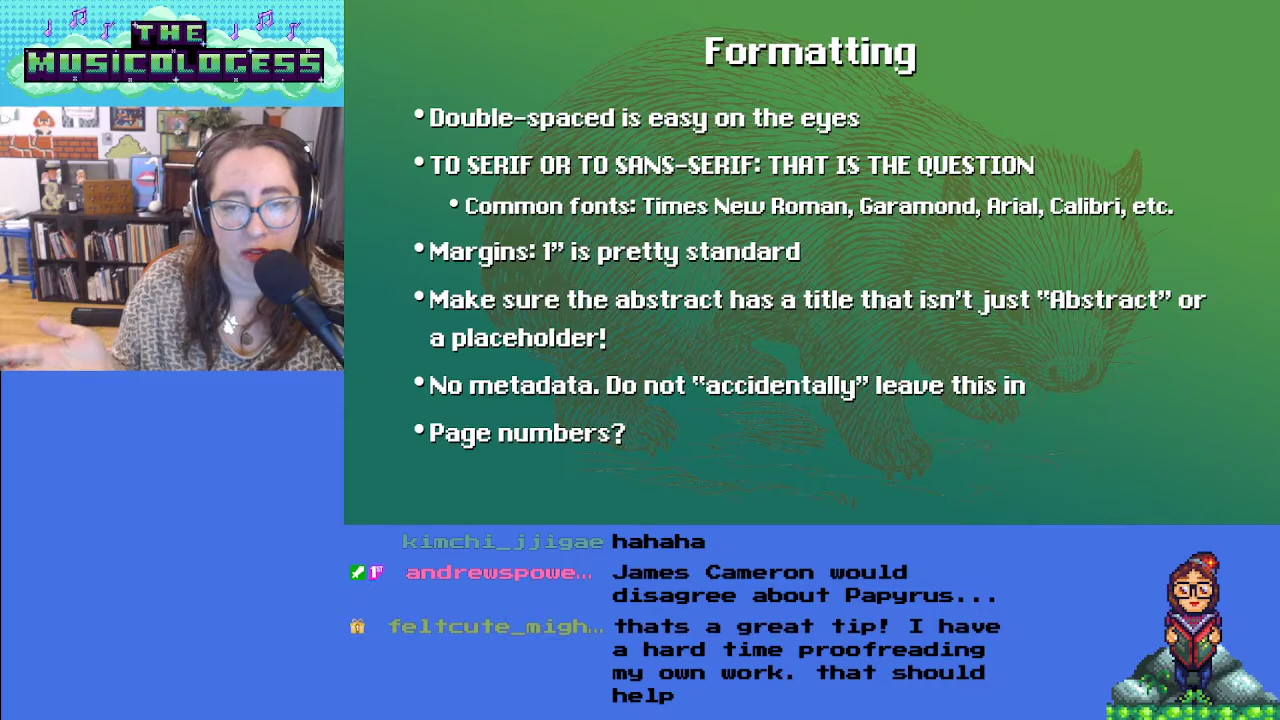 THE
MUSICOLOGESS
Formatting
• Double-spaced is easy on the eyes
• TO SERIF OR TO SANS-SERIF: THAT IS THE QUESTION
• Common fonts: Times New Roman, Garamond, Arial, Calibri, etc.
• Margins: 1” is pretty standard
• Make sure the abstract has a title that isn’t just “Abstract” or
a placeholder!
• No metadata. Do not “accidentally” leave this in
• Page numbers?
kimchi_jjigae hahaha
andrewspowe... James Cameron would
disagree about Papyrus...
feltcute_migh... thats a great tip! I have
a hard time proofreading
my own work. that should
help